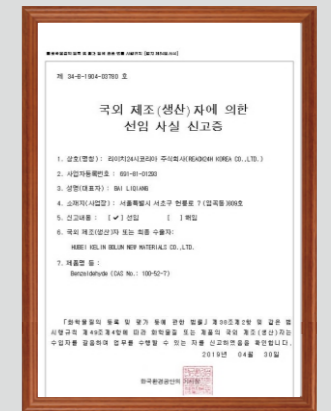 제 34-6-1904-03793 호
국외 제조(생산)자에 의한
선임 사실 신고증
1. 상호(명칭) : 리이치24시코리아 주식회사(REACH24H KOREA CO.,LTD.)
2. 사업자등록번호 : 691-81-01290
3. 성명(대표자) : BAI LIQIANG
4. 소재지(사업장) : 서울특별시 서초구 헌릉로 7 (염곡동)809호
5. 신고내용 : [✔] 선임 [ ] 해임
6. 국외 제조(생산)자 또는 최종 수출자:
HUBEI KELIN BOLUN NEW MATERIALS CO.,LTD.
7. 제품명 등 :
Benzaldehyde (CAS No.: 100-52-7)
「화학물질의 등록 및 평가 등에 관한 법률」 제38조제2항 및 같은 법
시행규칙 제49조제4항에 따라 화학물질 또는 제품의 국외 제조(생산)자는
수입자를 갈음하여 업무를 수행할 수 있는 자를 신고하였음을 확인합니다.
2019년 04월 30일
한국환경공단이사장